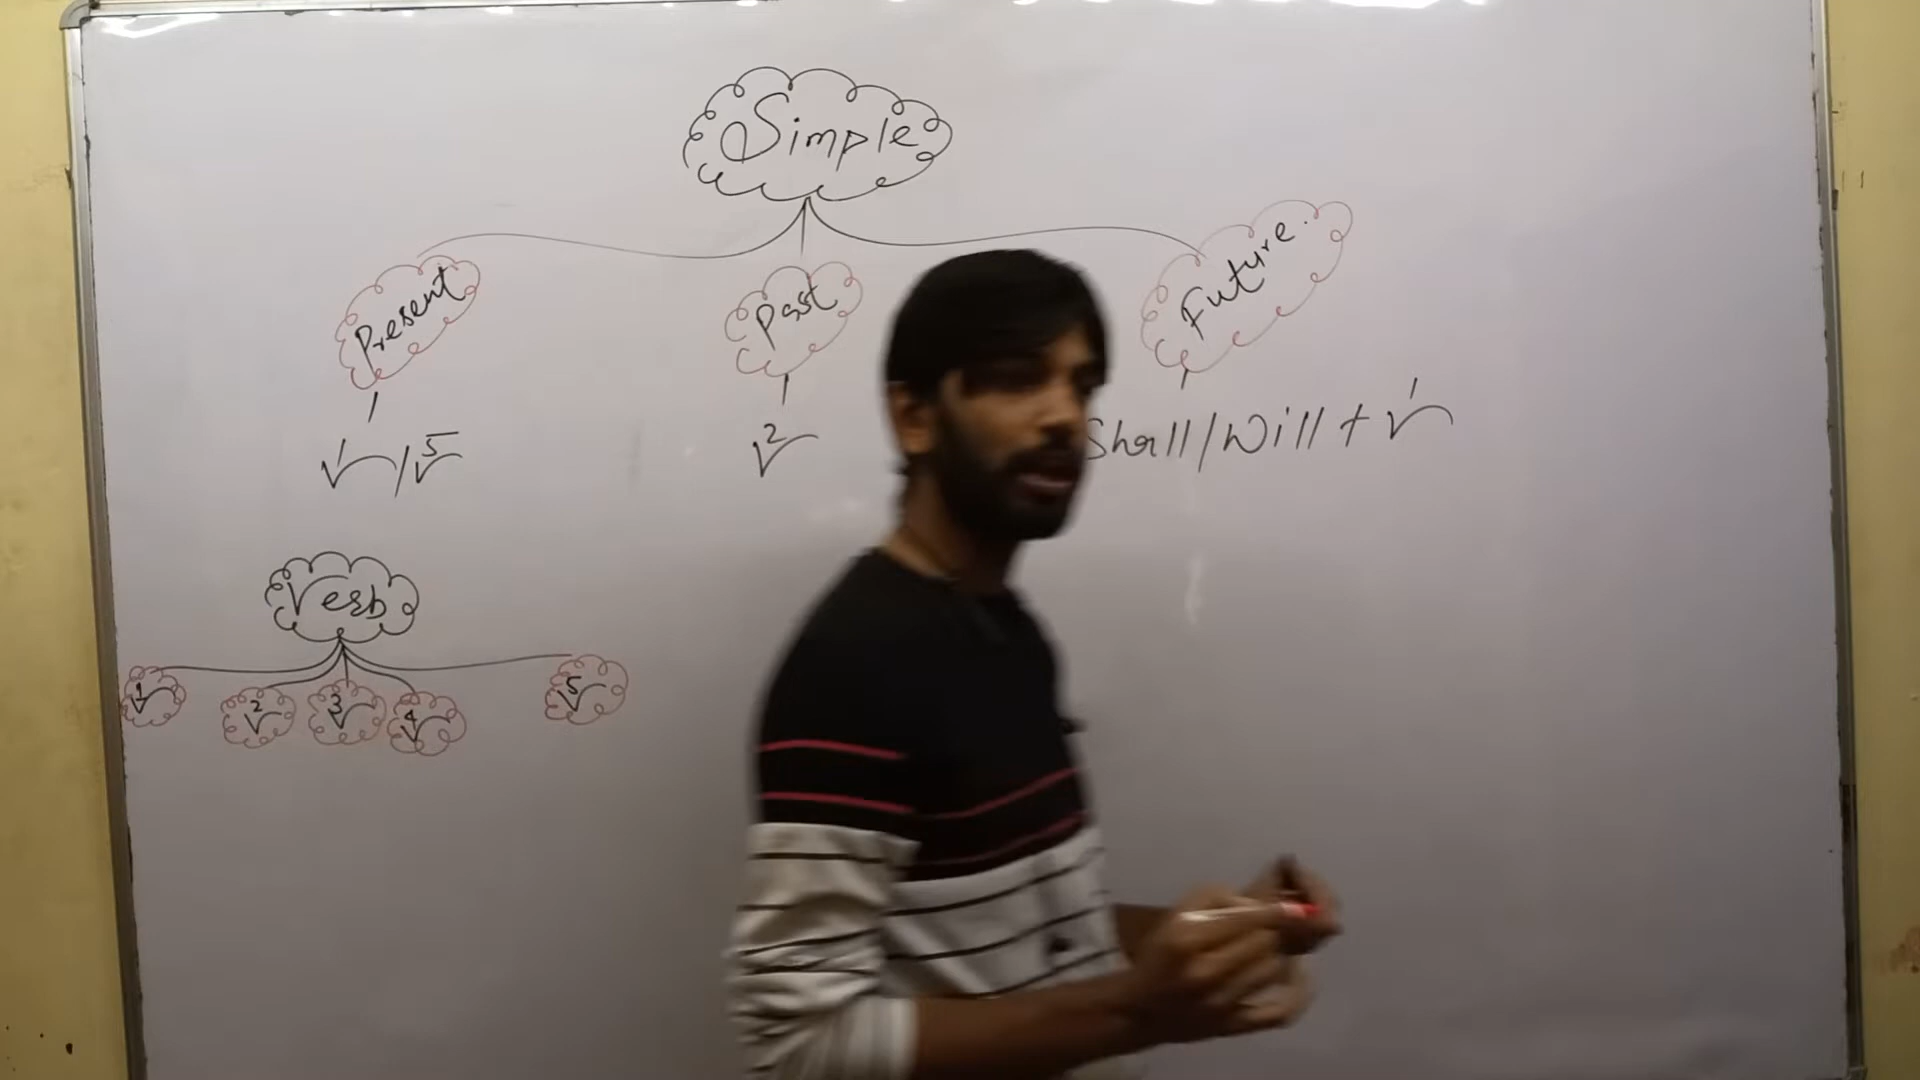 Simple
Present
Past
Future.
V1/V5
V2
Shall/Will + V1
Verb
V1
V2
V3
V4
V5